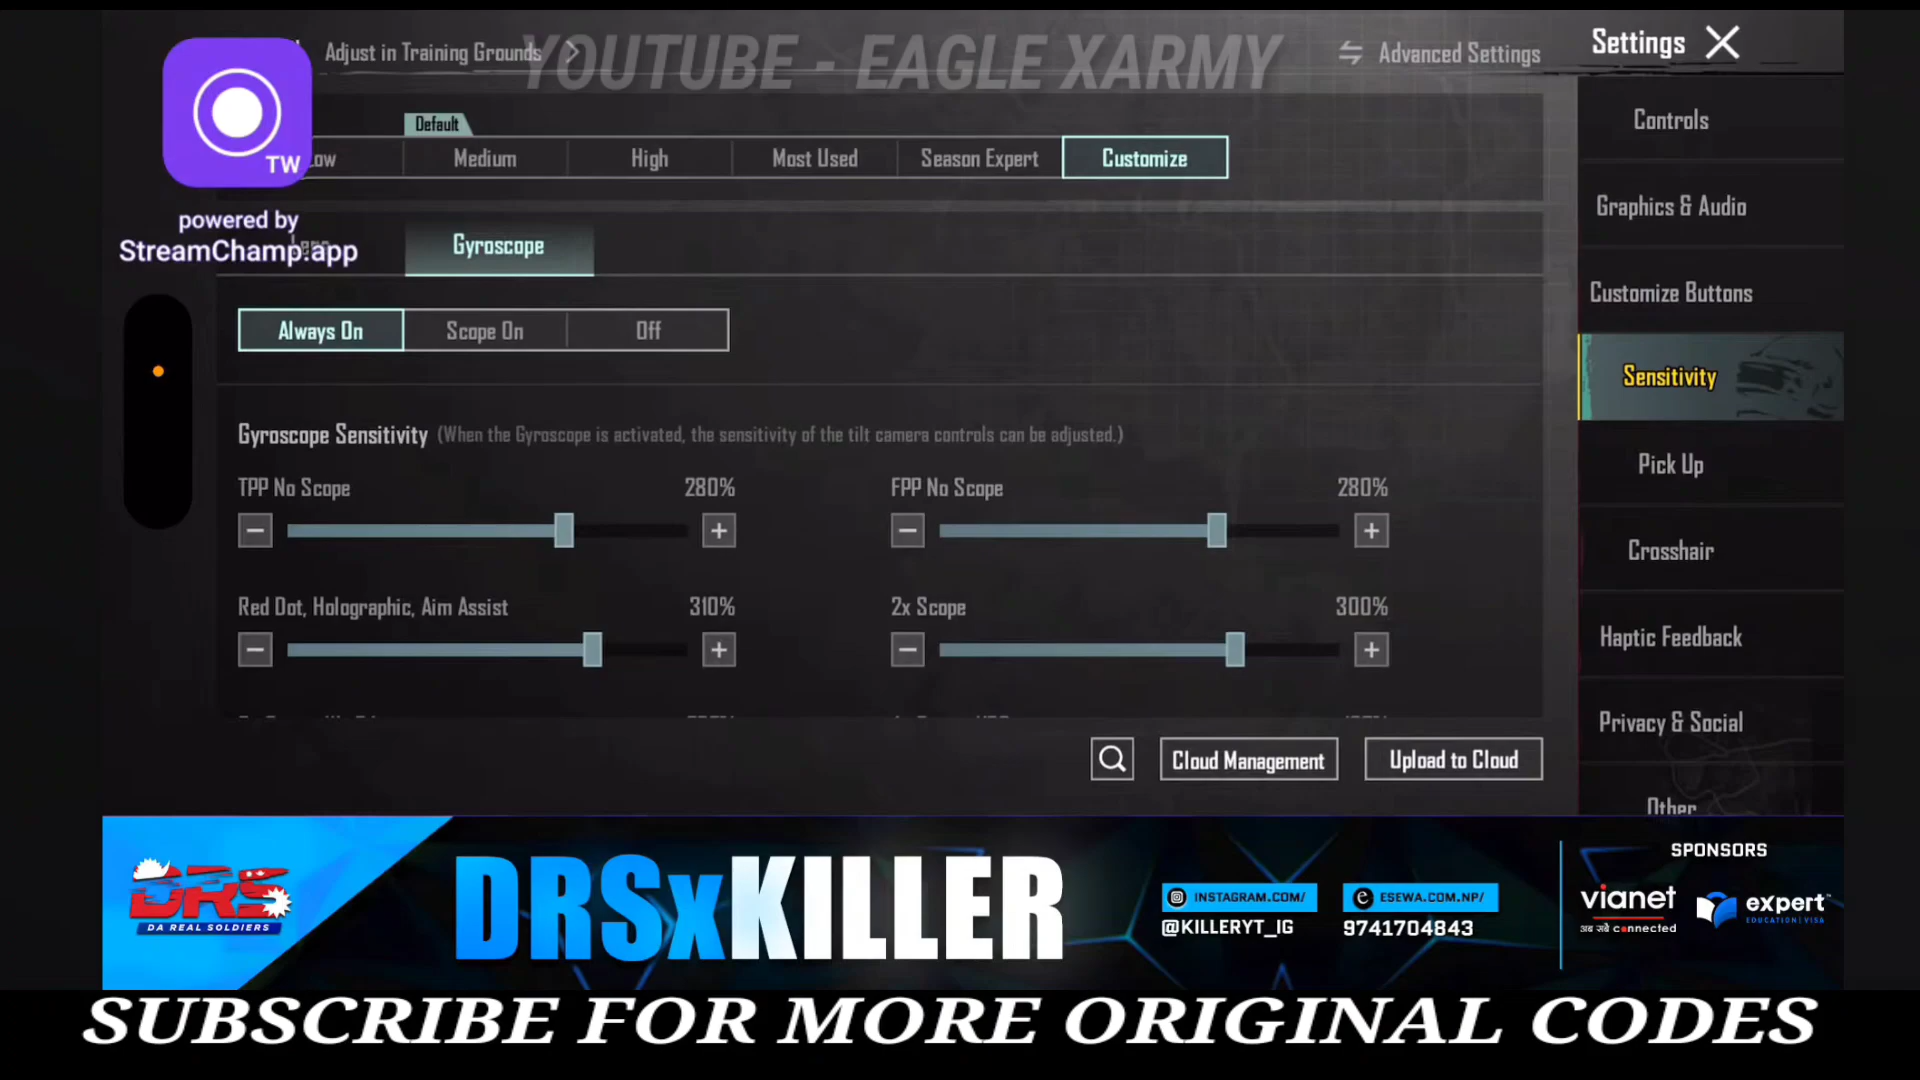 Adjust in Training Grounds
YOUTUBE - EAGLE XARMY
Advanced Settings
Settings
TW
powered by
StreamChamp.app
Default
Medium
High
Most Used
Season Expert
Customize
Gyroscope
Always On
Scope On
Off
Gyroscope Sensitivity (When the Gyroscope is activated, the sensitivity of the tilt camera controls can be adjusted.)
TPP No Scope 280%
FPP No Scope 280%
Red Dot, Holographic, Aim Assist 310%
2x Scope 300%
Cloud Management
Upload to Cloud
Controls
Graphics & Audio
Customize Buttons
Sensitivity
Pick Up
Crosshair
Haptic Feedback
Privacy & Social
Other
DRS
DA REAL SOLDIERS
DRSxKILLER
INSTAGRAM.COM/
@KILLERYT_IG
ESEWA.COM.NP/
9741704843
SPONSORS
vianet
अब सबै connected
expert
EDUCATION | VISA
SUBSCRIBE FOR MORE ORIGINAL CODES